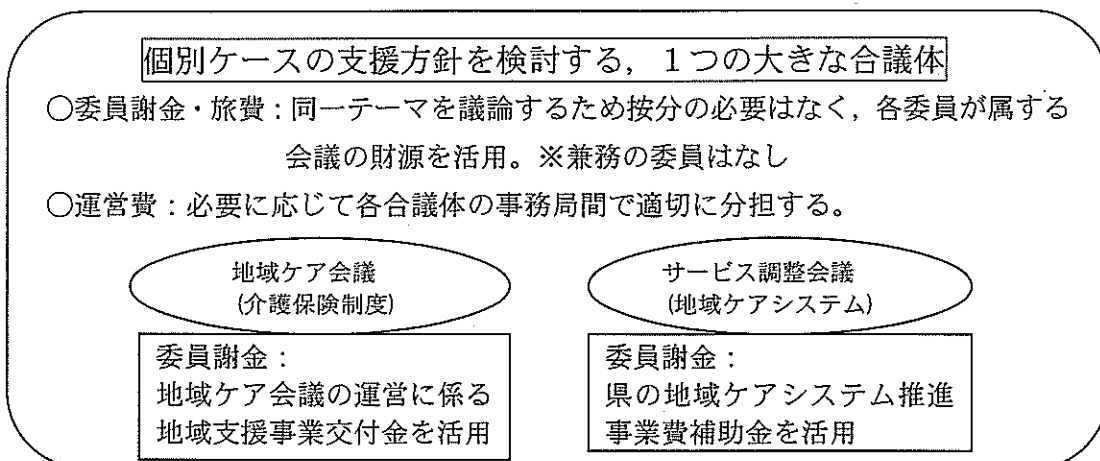 個別ケースの支援方針を検討する，１つの大きな合議体
○委員謝金・旅費：同一テーマを議論するため按分の必要はなく，各委員が属する
会議の財源を活用。※兼務の委員はなし
○運営費：必要に応じて各合議体の事務局間で適切に分担する。
地域ケア会議
(介護保険制度)
サービス調整会議
(地域ケアシステム)
委員謝金：
地域ケア会議の運営に係る
地域支援事業交付金を活用
委員謝金：
県の地域ケアシステム推進
事業費補助金を活用